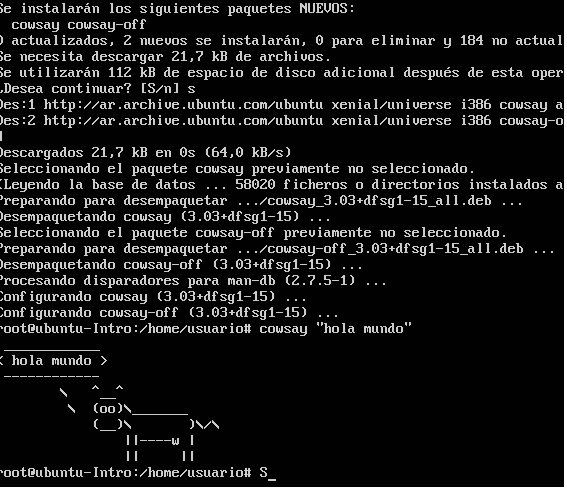 Se instalarán los siguientes paquetes NUEVOS:
  cowsay cowsay-off
0 actualizados, 2 nuevos se instalarán, 0 para eliminar y 184 no actual
Se necesita descargar 21,7 kB de archivos.
Se utilizarán 112 kB de espacio de disco adicional después de esta oper
¿Desea continuar? [S/n] s
Des:1 http://ar.archive.ubuntu.com/ubuntu xenial/universe i386 cowsay a
Des:2 http://ar.archive.ubuntu.com/ubuntu xenial/universe i386 cowsay-o
Descargados 21,7 kB en 0s (64,0 kB/s)
Seleccionando el paquete cowsay previamente no seleccionado.
(Leyendo la base de datos ... 58020 ficheros o directorios instalados a
Preparando para desempaquetar .../cowsay_3.03+dfsg1-15_all.deb ...
Desempaquetando cowsay (3.03+dfsg1-15) ...
Seleccionando el paquete cowsay-off previamente no seleccionado.
Preparando para desempaquetar .../cowsay-off_3.03+dfsg1-15_all.deb ...
Desempaquetando cowsay-off (3.03+dfsg1-15) ...
Procesando disparadores para man-db (2.7.5-1) ...
Configurando cowsay (3.03+dfsg1-15) ...
Configurando cowsay-off (3.03+dfsg1-15) ...
root@ubuntu-Intro:/home/usuario# cowsay "hola mundo"
 ____________
< hola mundo >
 ------------
        \   ^__^
         \  (oo)\_______
            (__)\       )\/\
                ||----w |
                ||     ||
root@ubuntu-Intro:/home/usuario# S_